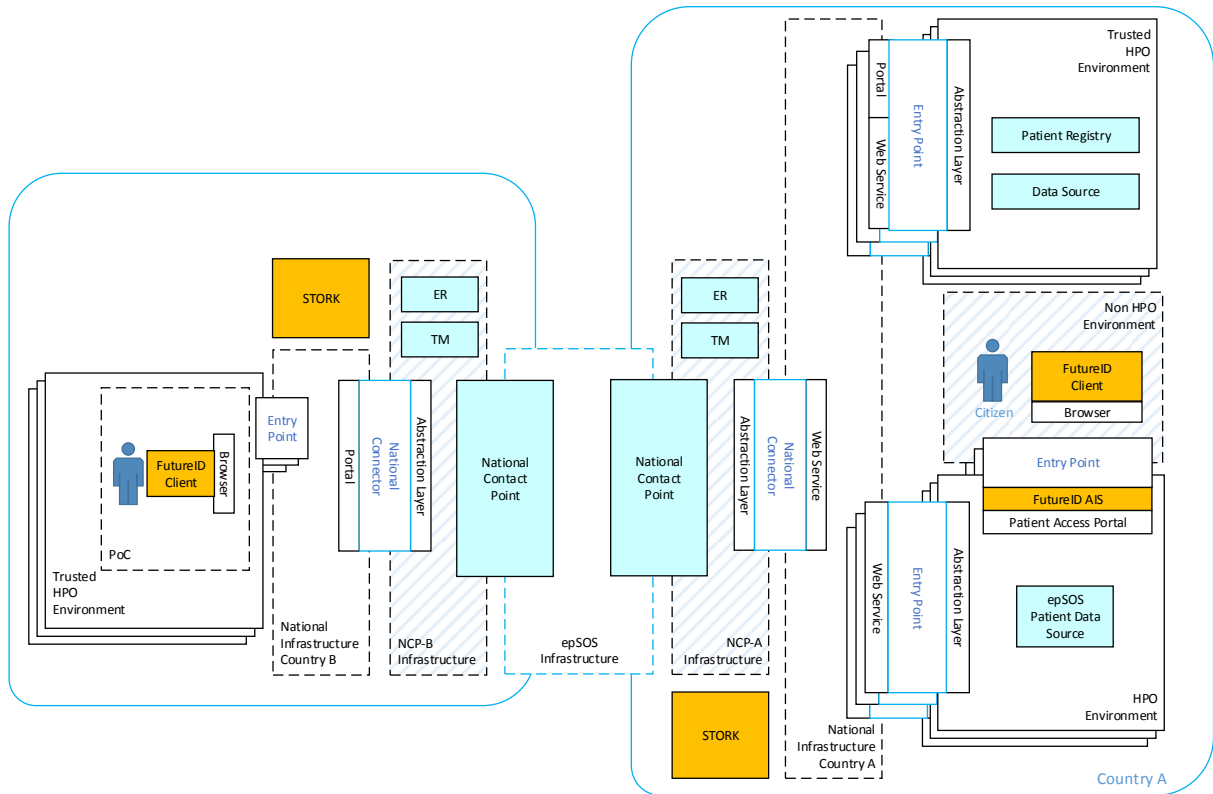 STORK
ER
TM
FutureID
Client
Browser
PoC
Trusted
HPO
Environment
Entry
Point
Portal
National
Connector
Abstraction Layer
National
Infrastructure
Country B
NCP-B
Infrastructure
National
Contact
Point
epSOS
Infrastructure
National
Contact
Point
ER
TM
Abstraction Layer
National
Connector
Web Service
NCP-A
Infrastructure
STORK
National
Infrastructure
Country A
Portal
Web Service
Entry Point
Abstraction Layer
Trusted
HPO
Environment
Patient Registry
Data Source
Non HPO
Environment
Citizen
FutureID
Client
Browser
Entry Point
FutureID AIS
Patient Access Portal
Web Service
Entry Point
Abstraction Layer
epSOS
Patient Data
Source
HPO
Environment
Country A